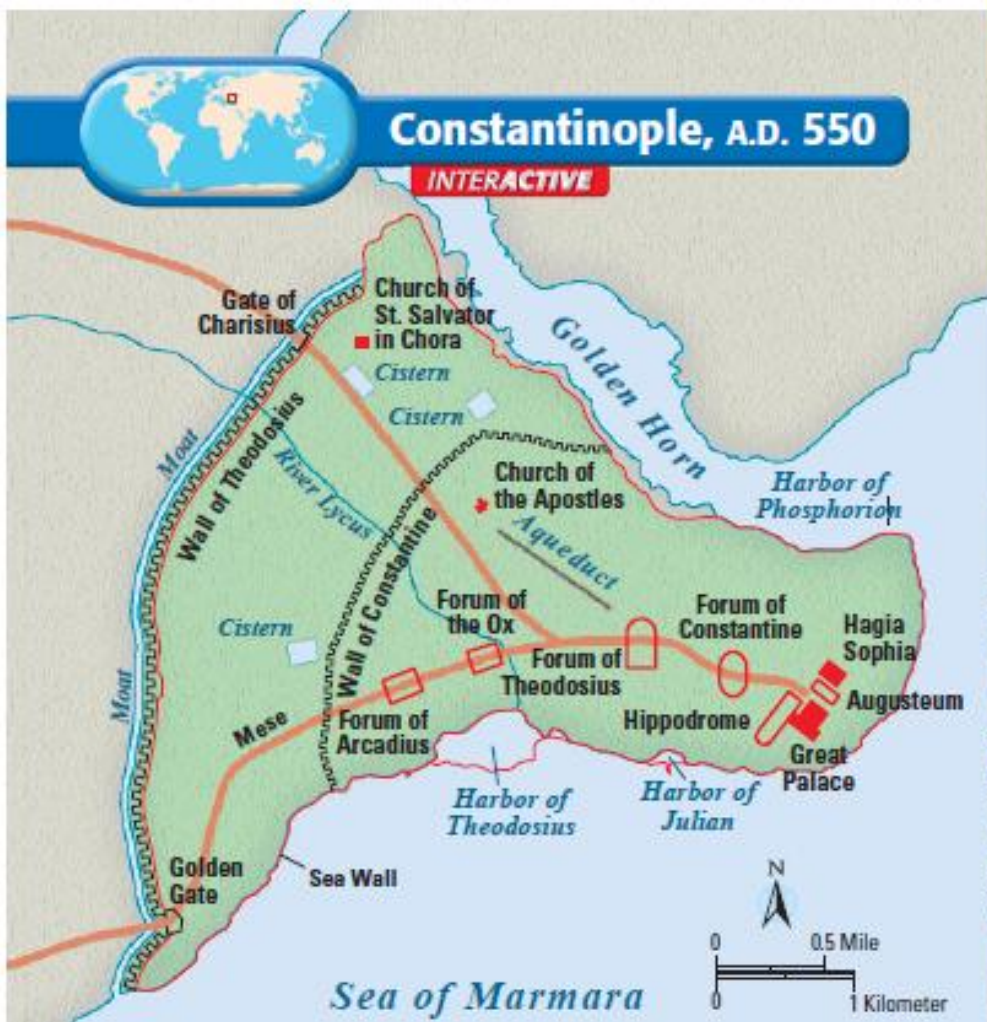 Constantinople, A.D. 550
INTERACTIVE
Gate of
Charisius
Church of
St. Salvator
in Chora
Cistern
Cistern
Golden Horn
Moat
Wall of Theodosius
River Lycus
Wall of Constantine
Church of
the Apostles
Aqueduct
Harbor of
Phosphorion
Forum of
the Ox
Forum of
Constantine
Hagia
Sophia
Cistern
Forum of
Theodosius
Augusteum
Moat
Mese
Forum of
Arcadius
Hippodrome
Great
Palace
Harbor of
Theodosius
Harbor of
Julian
Golden
Gate
Sea Wall
N
0 0.5 Mile
0 1 Kilometer
Sea of Marmara